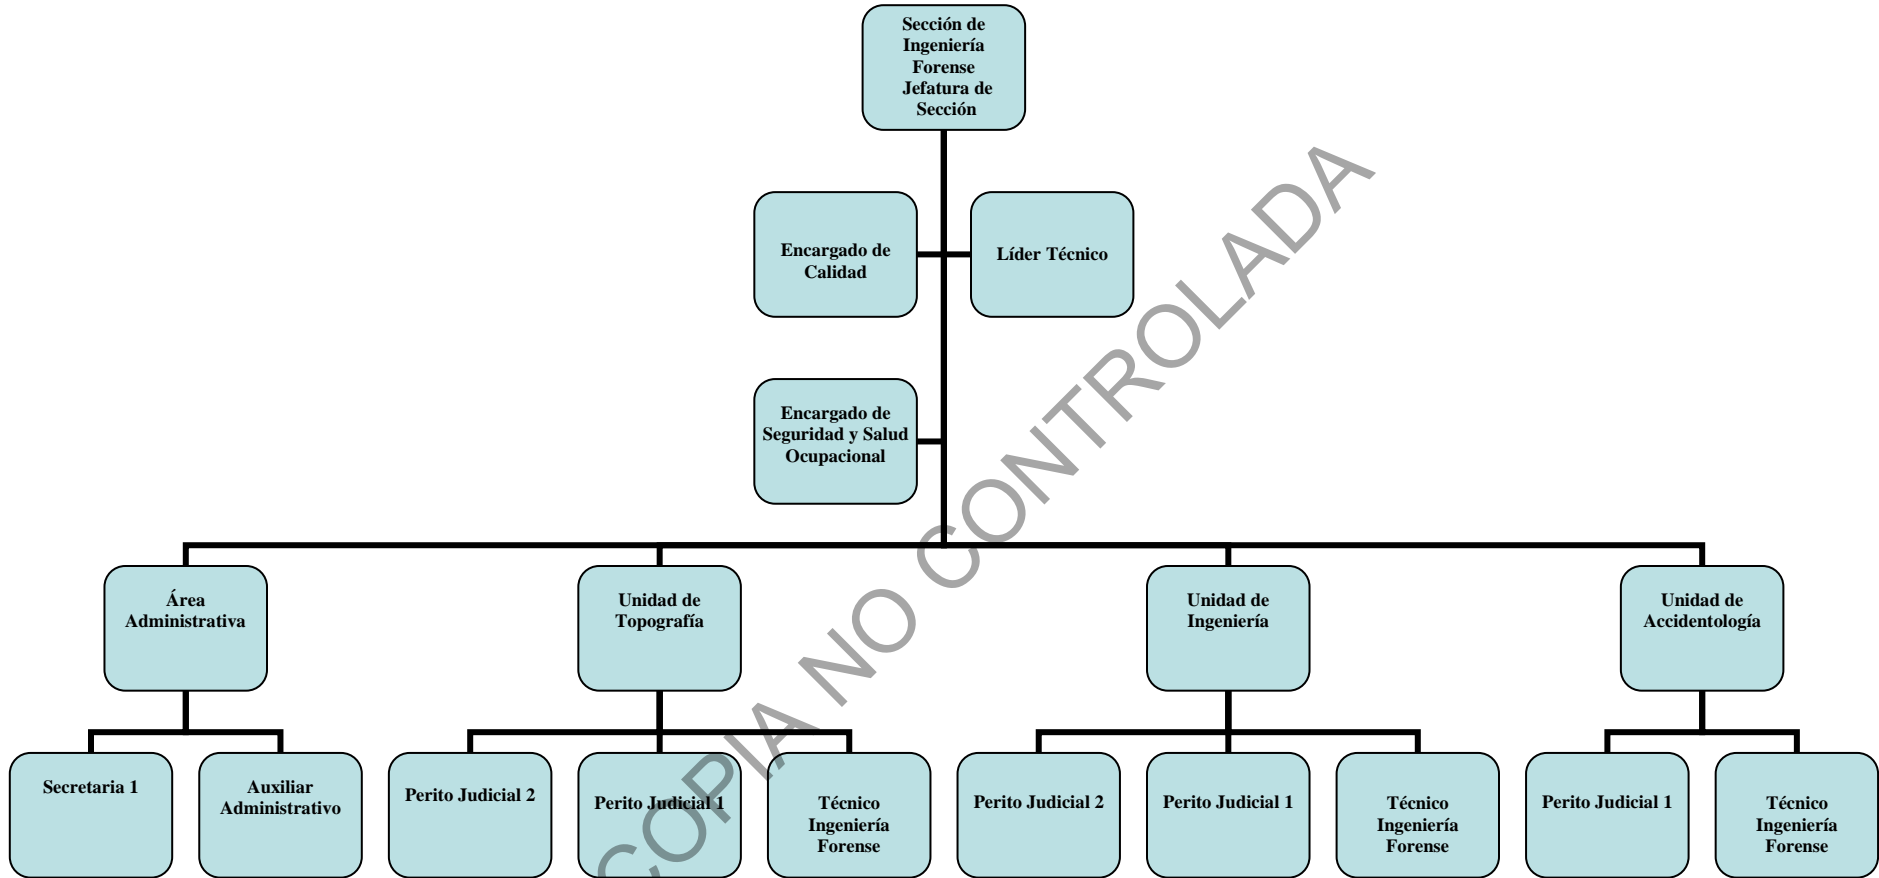 Sección de
Ingeniería
Forense
Jefatura de
Sección
Encargado de
Calidad
Líder Técnico
Encargado de
Seguridad y Salud
Ocupacional
Área
Administrativa
Unidad de
Topografía
Unidad de
Ingeniería
Unidad de
Accidentología
Secretaria 1
Auxiliar
Administrativo
Perito Judicial 2
Perito Judicial 1
Técnico
Ingeniería
Forense
Perito Judicial 2
Perito Judicial 1
Técnico
Ingeniería
Forense
Perito Judicial 1
Técnico
Ingeniería
Forense
COPIA NO CONTROLADA